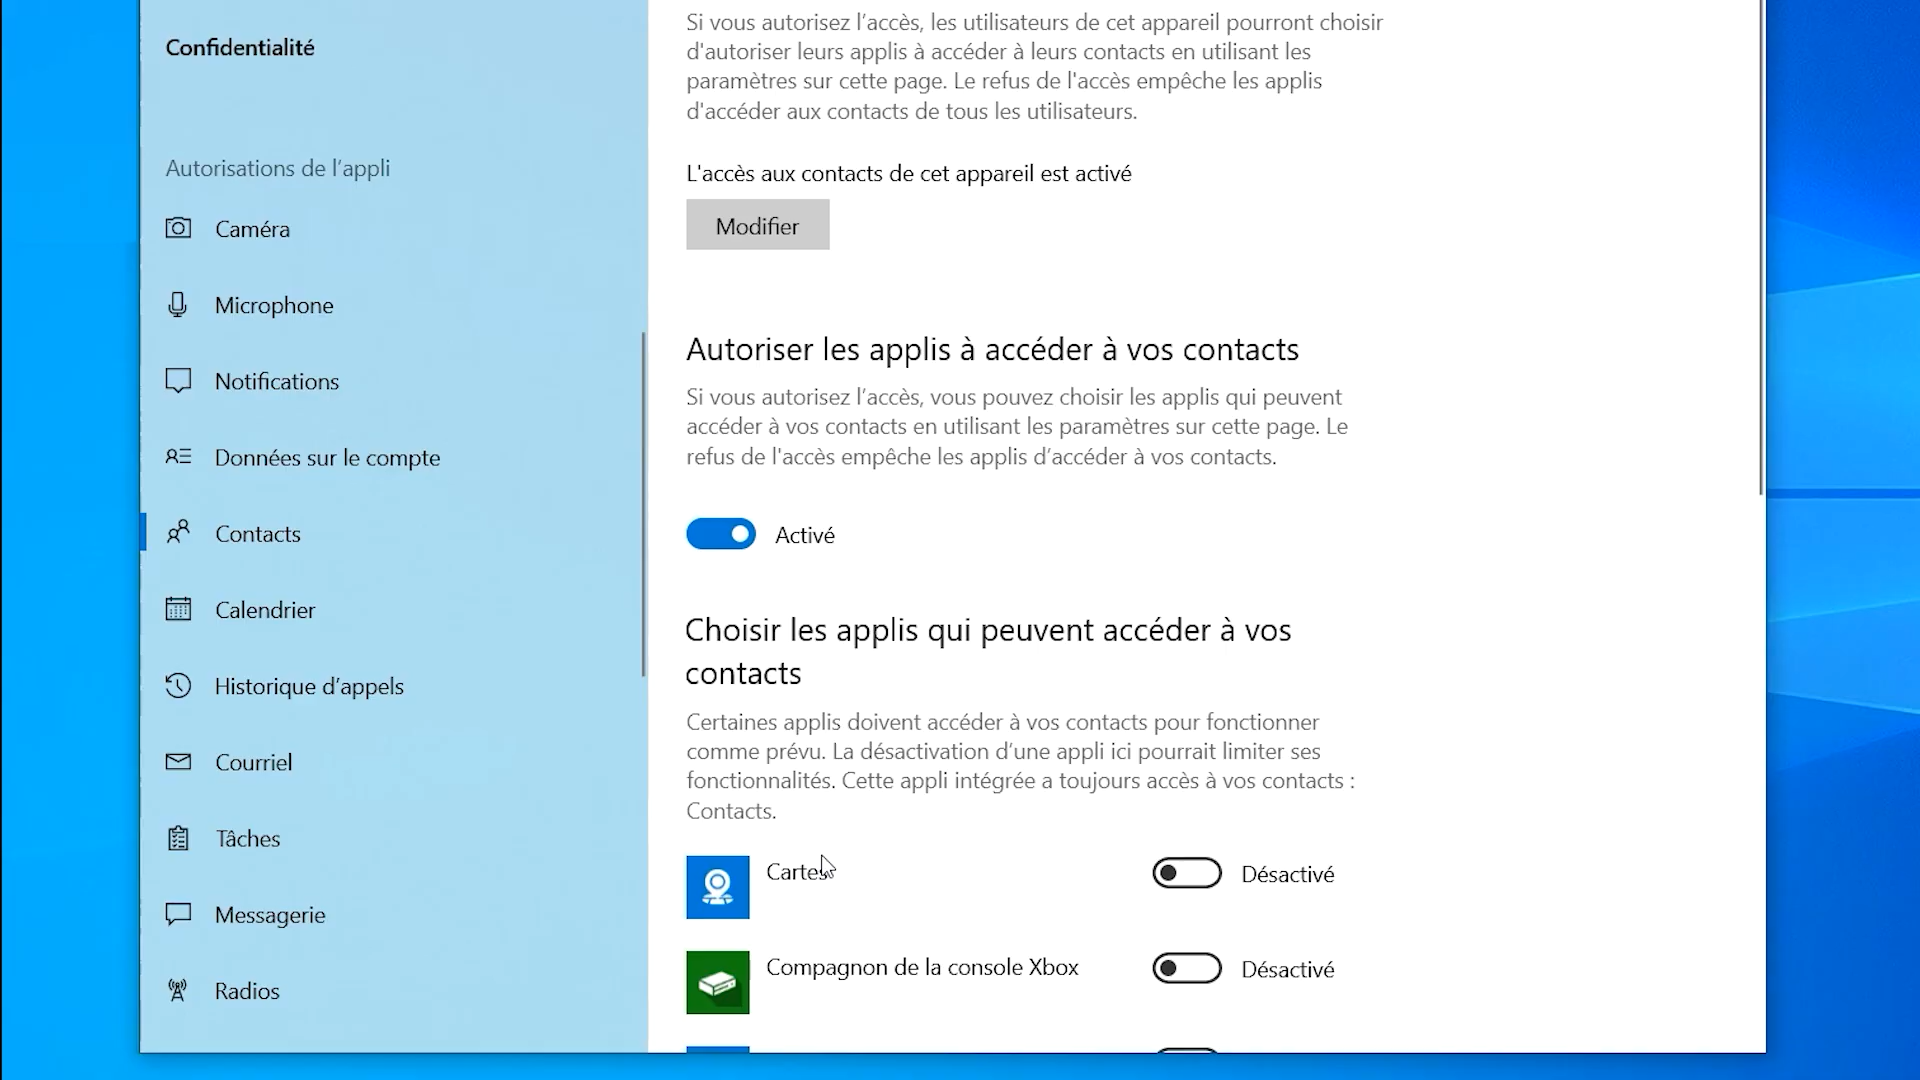 Confidentialité
Autorisations de l’appli
Caméra
Microphone
Notifications
Données sur le compte
Contacts
Calendrier
Historique d’appels
Courriel
Tâches
Messagerie
Radios
Si vous autorisez l’accès, les utilisateurs de cet appareil pourront choisir
d'autoriser leurs applis à accéder à leurs contacts en utilisant les
paramètres sur cette page. Le refus de l'accès empêche les applis
d'accéder aux contacts de tous les utilisateurs.
L'accès aux contacts de cet appareil est activé
Modifier
Autoriser les applis à accéder à vos contacts
Si vous autorisez l’accès, vous pouvez choisir les applis qui peuvent
accéder à vos contacts en utilisant les paramètres sur cette page. Le
refus de l'accès empêche les applis d’accéder à vos contacts.
Activé
Choisir les applis qui peuvent accéder à vos
contacts
Certaines applis doivent accéder à vos contacts pour fonctionner
comme prévu. La désactivation d’une appli ici pourrait limiter ses
fonctionnalités. Cette appli intégrée a toujours accès à vos contacts :
Contacts.
Cartes
Désactivé
Compagnon de la console Xbox
Désactivé